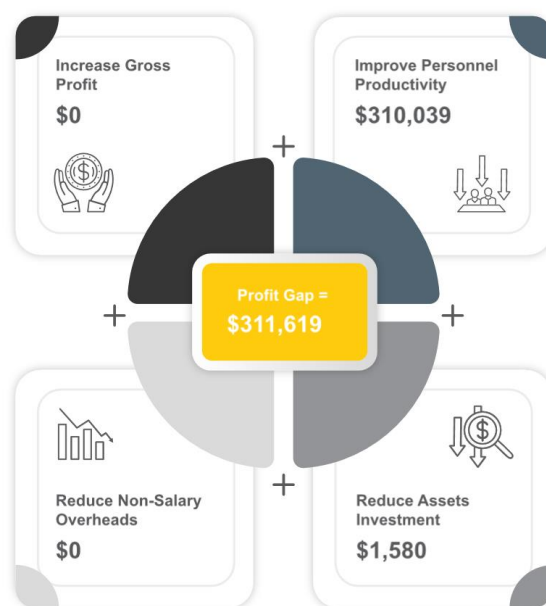 Increase Gross
Profit
$0
Improve Personnel
Productivity
$310,039
Profit Gap =
$311,619
Reduce Non-Salary
Overheads
$0
Reduce Assets
Investment
$1,580